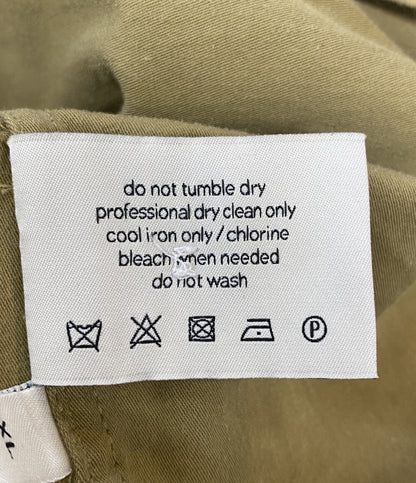 do not tumble dry
professional dry clean only
cool iron only / chlorine
bleach when needed
do not wash
P